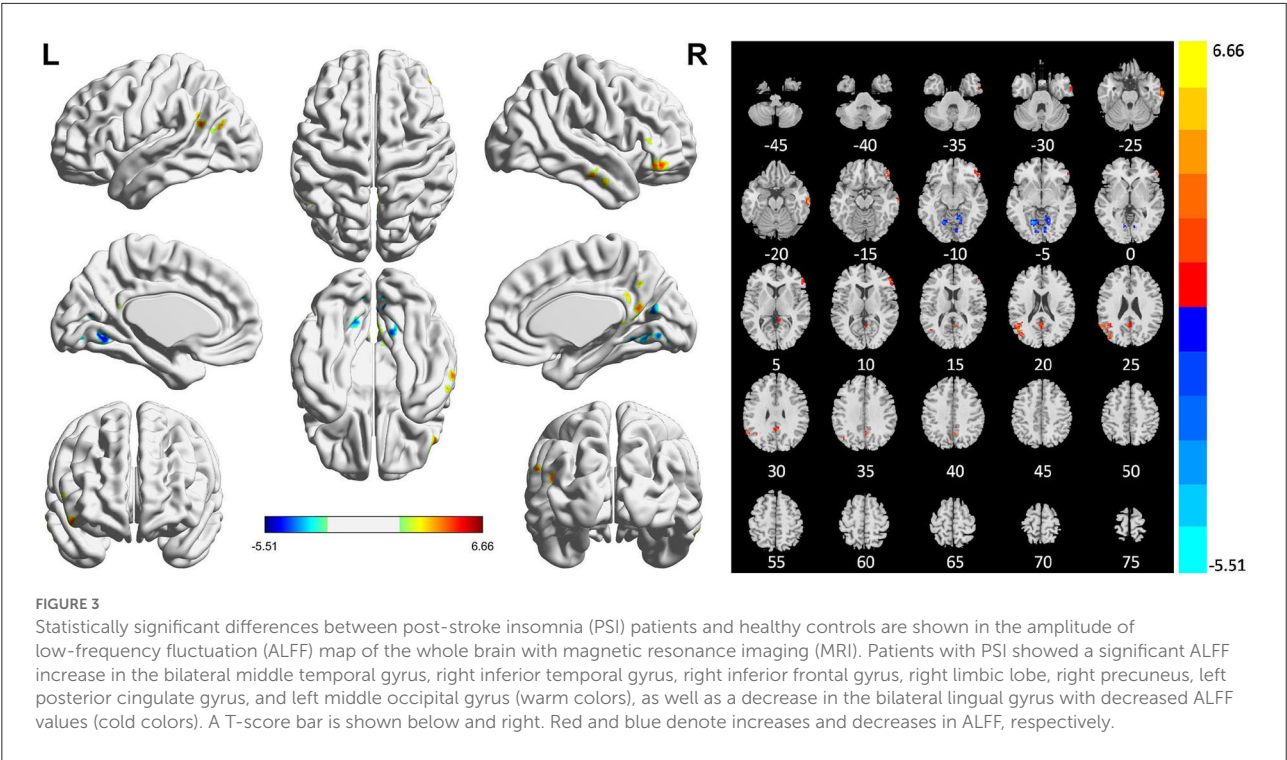 L
R
6.66
-45 -40 -35 -30 -25
-20 -15 -10 -5 0
5 10 15 20 25
30 35 40 45 50
55 60 65 70 75
-5.51
-5.51 6.66
FIGURE 3
Statistically significant differences between post-stroke insomnia (PSI) patients and healthy controls are shown in the amplitude of
low-frequency fluctuation (ALFF) map of the whole brain with magnetic resonance imaging (MRI). Patients with PSI showed a significant ALFF
increase in the bilateral middle temporal gyrus, right inferior temporal gyrus, right inferior frontal gyrus, right limbic lobe, right precuneus, left
posterior cingulate gyrus, and left middle occipital gyrus (warm colors), as well as a decrease in the bilateral lingual gyrus with decreased ALFF
values (cold colors). A T-score bar is shown below and right. Red and blue denote increases and decreases in ALFF, respectively.